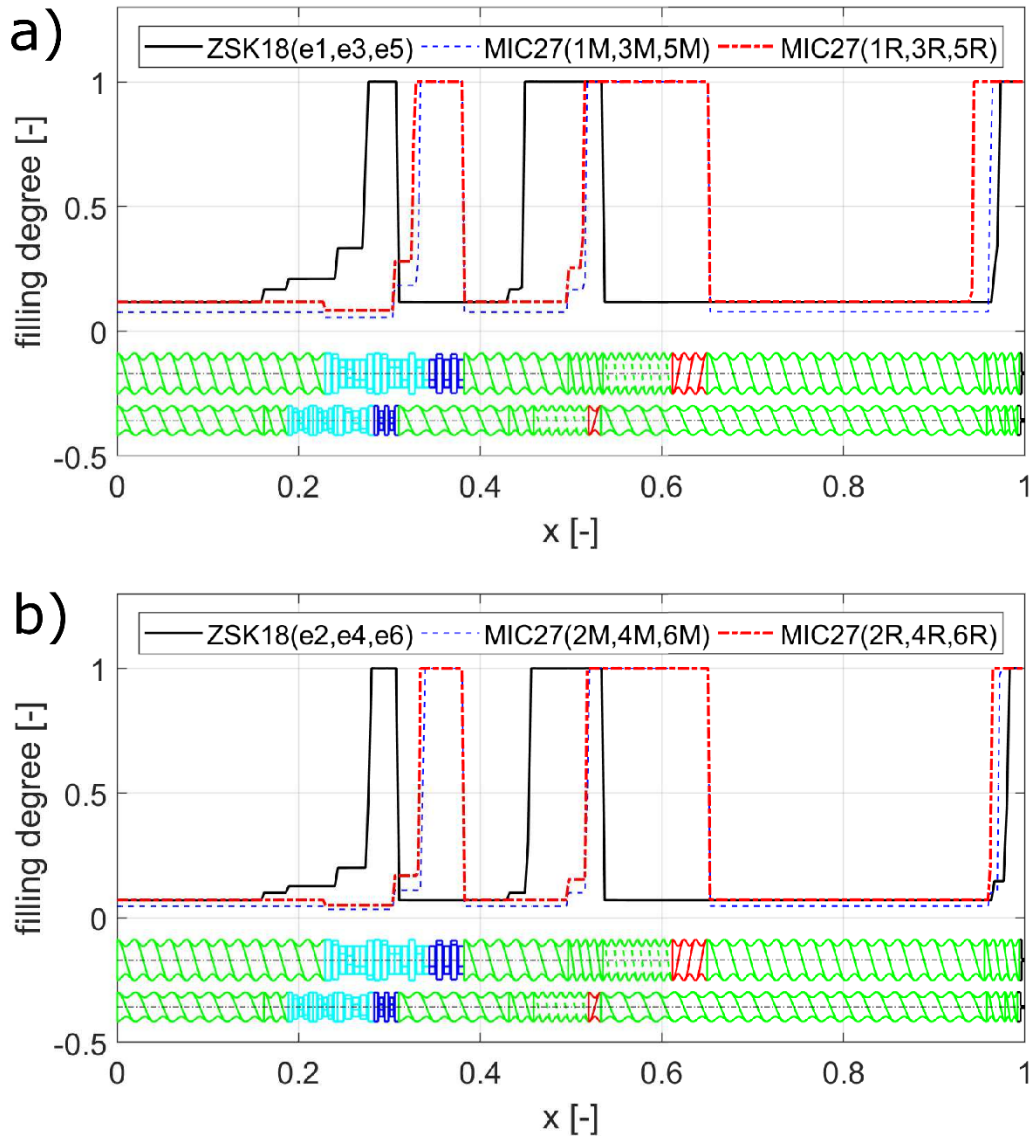 a)
ZSK18(e1,e3,e5) MIC27(1M,3M,5M) MIC27(1R,3R,5R)
1
0.5
0
-0.5
filling degree [-]
0 0.2 0.4 0.6 0.8 1
x [-]
b)
ZSK18(e2,e4,e6) MIC27(2M,4M,6M) MIC27(2R,4R,6R)
1
0.5
0
-0.5
filling degree [-]
0 0.2 0.4 0.6 0.8 1
x [-]